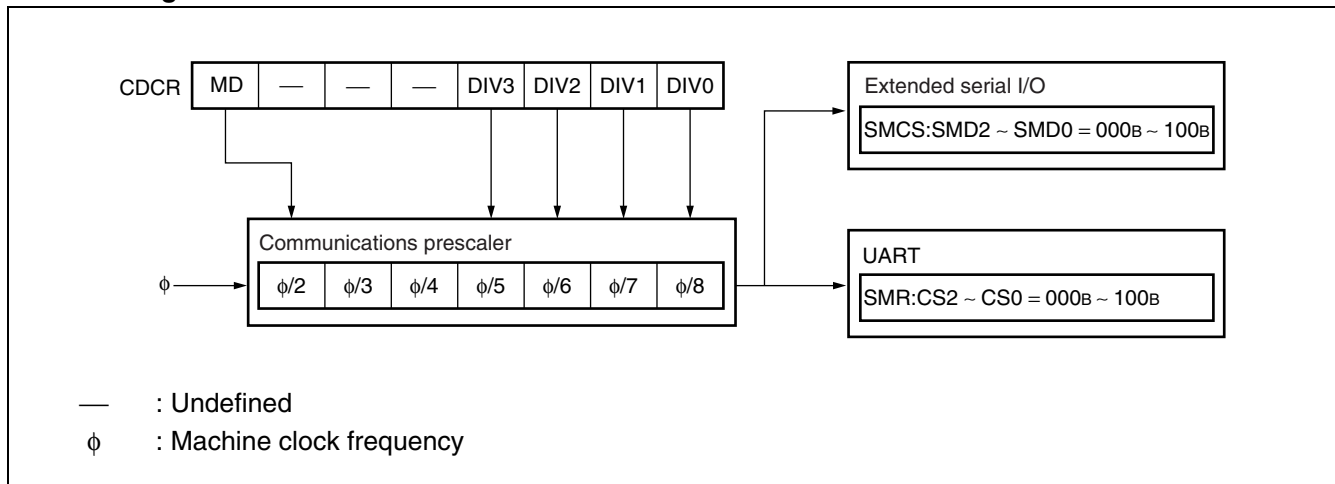 CDCR MD — — — DIV3 DIV2 DIV1 DIV0
Extended serial I/O
SMCS:SMD2 ~ SMD0 = 000B ~ 100B
Communications prescaler
ϕ ϕ/2 ϕ/3 ϕ/4 ϕ/5 ϕ/6 ϕ/7 ϕ/8
UART
SMR:CS2 ~ CS0 = 000B ~ 100B
— : Undefined
ϕ : Machine clock frequency